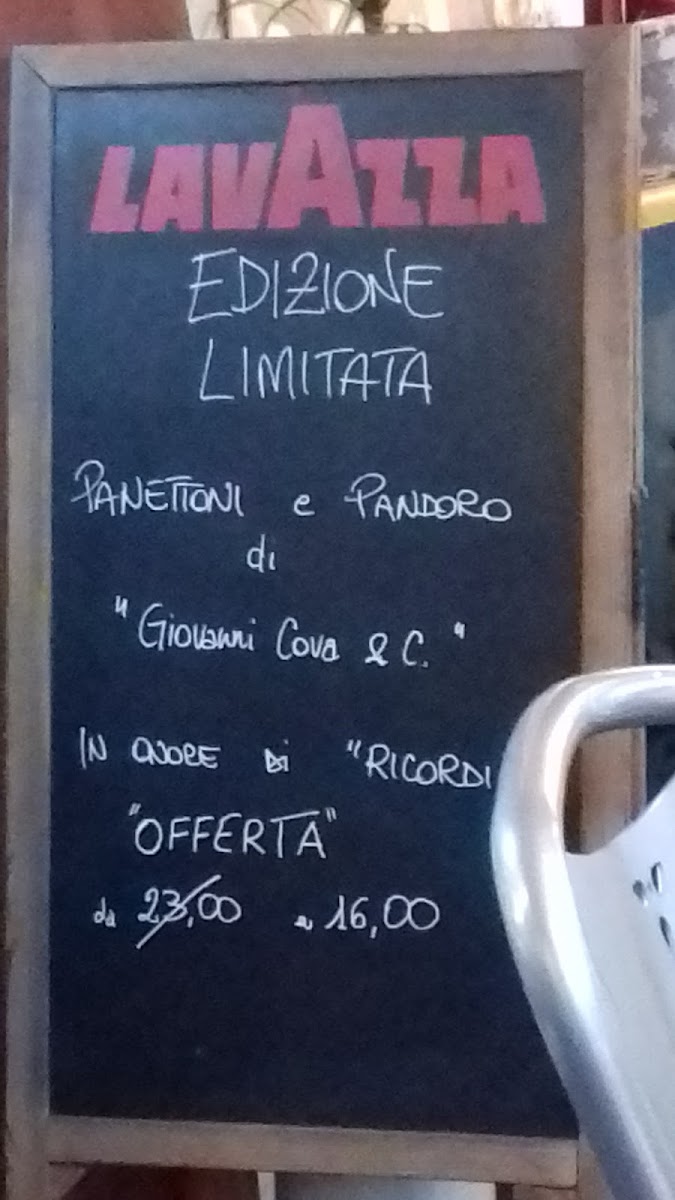 LAVAZZA
EDIZIONE
LIMITATA
PANETTONI e PANDORO
di
"Giovanni Cova & C."
IN ONORE di "RICORDI
"OFFERTA"
da 23,00 a 16,00